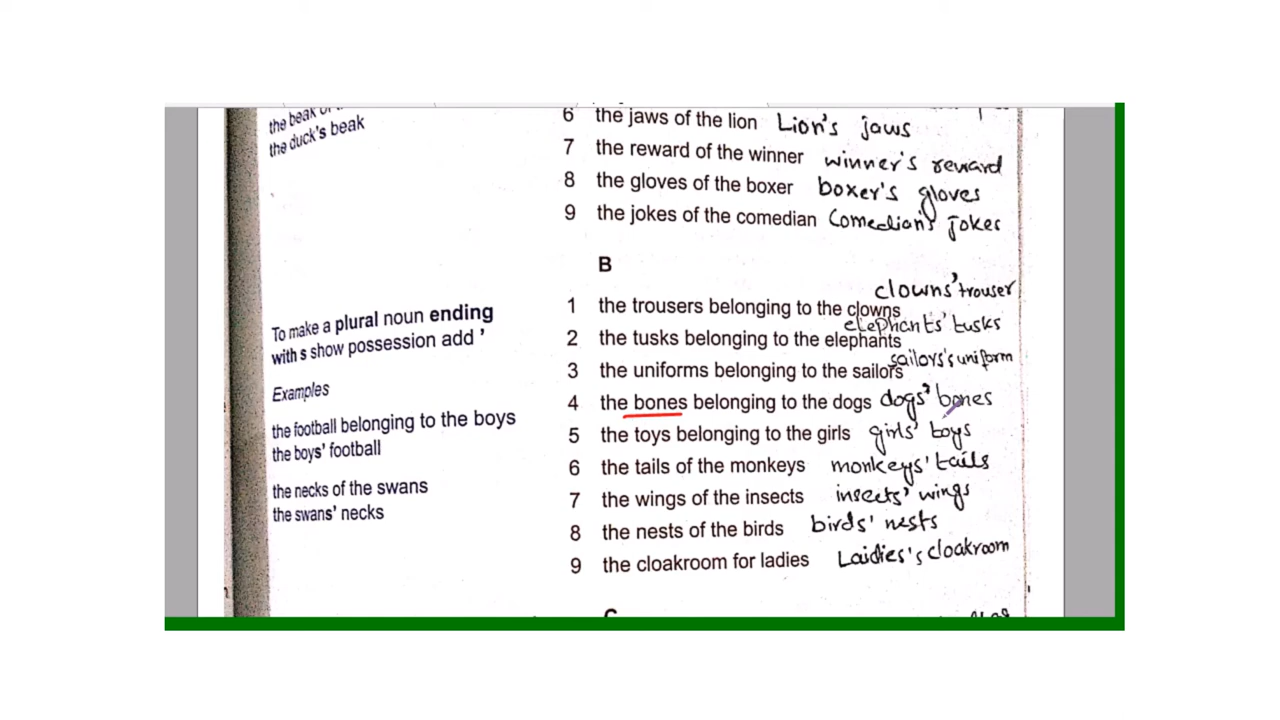 the duck's beak
6 the jaws of the lion Lion's jaws
7 the reward of the winner winner's reward
8 the gloves of the boxer boxer's gloves
9 the jokes of the comedian Comedian's jokes
To make a plural noun ending
with s show possession add '
Examples
the football belonging to the boys
the boys' football
the necks of the swans
the swans' necks
B
1 the trousers belonging to the clowns clowns' trouser
2 the tusks belonging to the elephants elephants' tusks
3 the uniforms belonging to the sailors sailors's uniform
4 the bones belonging to the dogs dogs' bones
5 the toys belonging to the girls girls' boys
6 the tails of the monkeys monkeys' tails
7 the wings of the insects insects' wings
8 the nests of the birds birds' nests
9 the cloakroom for ladies Laidies's cloakroom